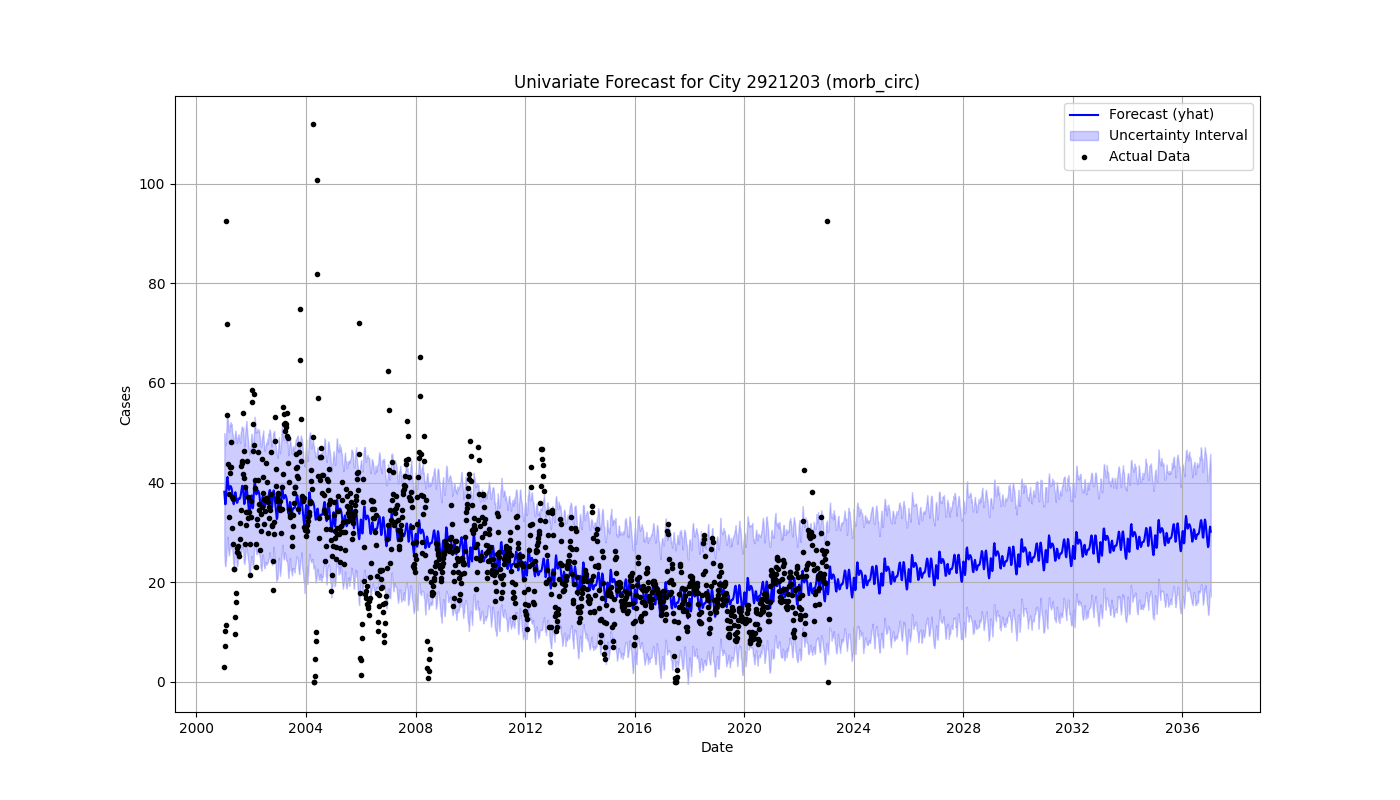 Univariate Forecast for City 2921203 (morb_circ)
Forecast (yhat)
Uncertainty Interval
Actual Data
Cases
100
80
60
40
20
0
2000 2004 2008 2012 2016 2020 2024 2028 2032 2036
Date